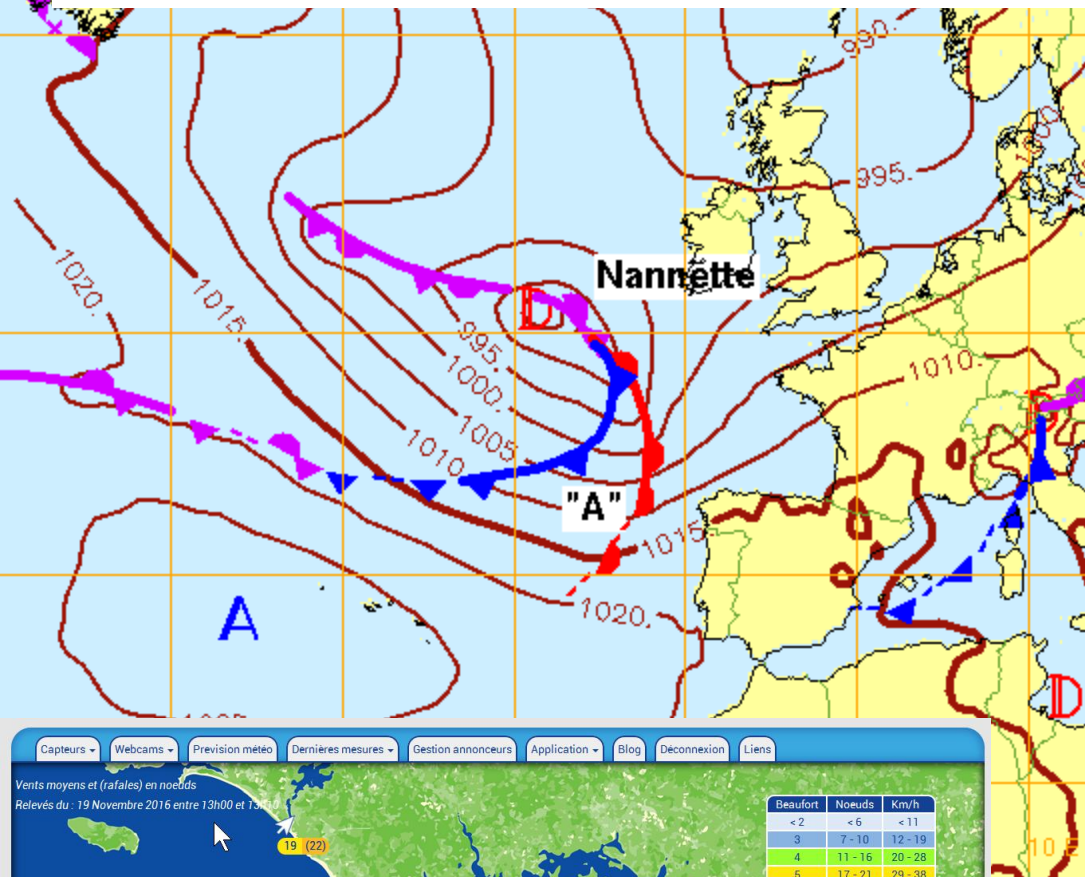 990.
995.
1000
Nannette
1020.
1015.
D
995.
1000.
1005
1010
1010.
D
"A"
1015
1020.
A
D
Capteurs Webcams Prevision météo Dernières mesures Gestion annonceurs Application Blog Déconnexion Liens
Vents moyens et (rafales) en noeuds
Relevés du : 19 Novembre 2016 entre 13h00 et
19 (22)
Beaufort Noeuds Km/h
< 2 < 6 < 11
3 7 - 10 12 - 19
4 11 - 16 20 - 28
5 17 - 21 29 - 38
10 E